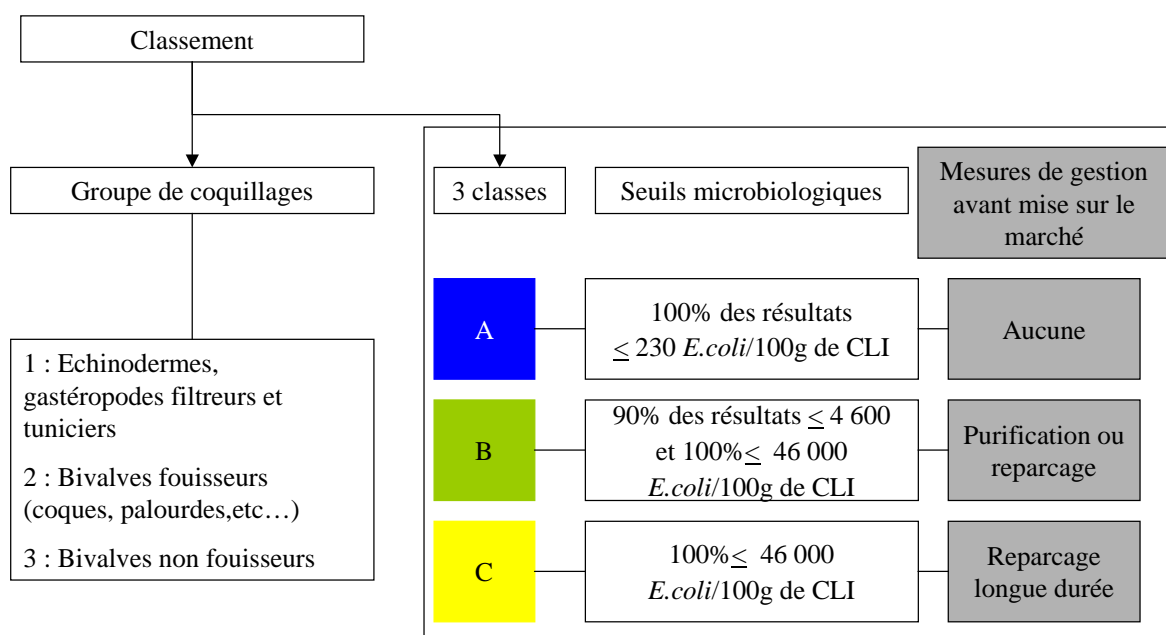 Classement
Groupe de coquillages
3 classes
Seuils microbiologiques
Mesures de gestion
avant mise sur le
marché
1 : Echinodermes,
gastéropodes filtreurs et
tuniciers
2 : Bivalves fouisseurs
(coques, palourdes,etc…)
3 : Bivalves non fouisseurs
A
100% des résultats
≤ 230 E.coli/100g de CLI
Aucune
B
90% des résultats ≤ 4 600
et 100%≤ 46 000
E.coli/100g de CLI
Purification ou
reparcage
C
100%≤ 46 000
E.coli/100g de CLI
Reparcage
longue durée